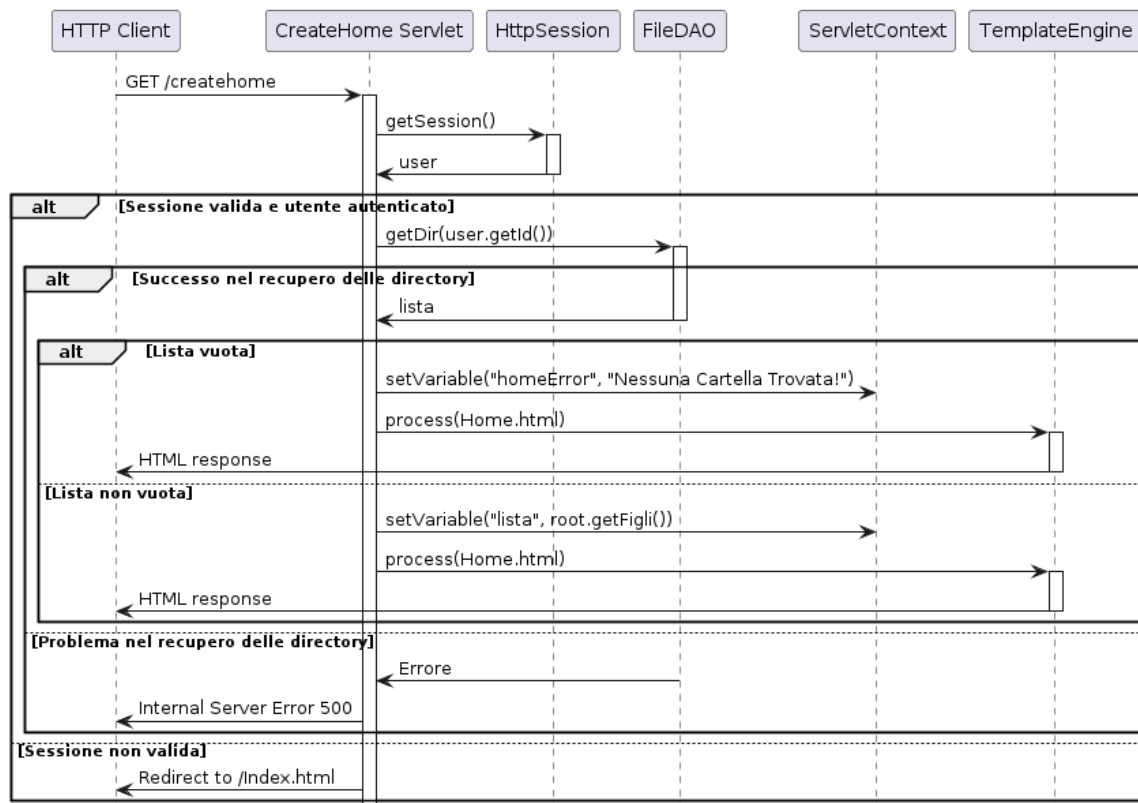 HTTP Client
CreateHome Servlet
HttpSession
FileDAO
ServletContext
TemplateEngine
GET /createhome
getSession()
user
alt [Sessione valida e utente autenticato]
getDir(user.getId())
alt [Successo nel recupero delle directory]
lista
alt [Lista vuota]
setVariable("homeError", "Nessuna Cartella Trovata!")
process(Home.html)
HTML response
[Lista non vuota]
setVariable("lista", root.getFigli())
process(Home.html)
HTML response
[Problema nel recupero delle directory]
Errore
Internal Server Error 500
[Sessione non valida]
Redirect to /Index.html